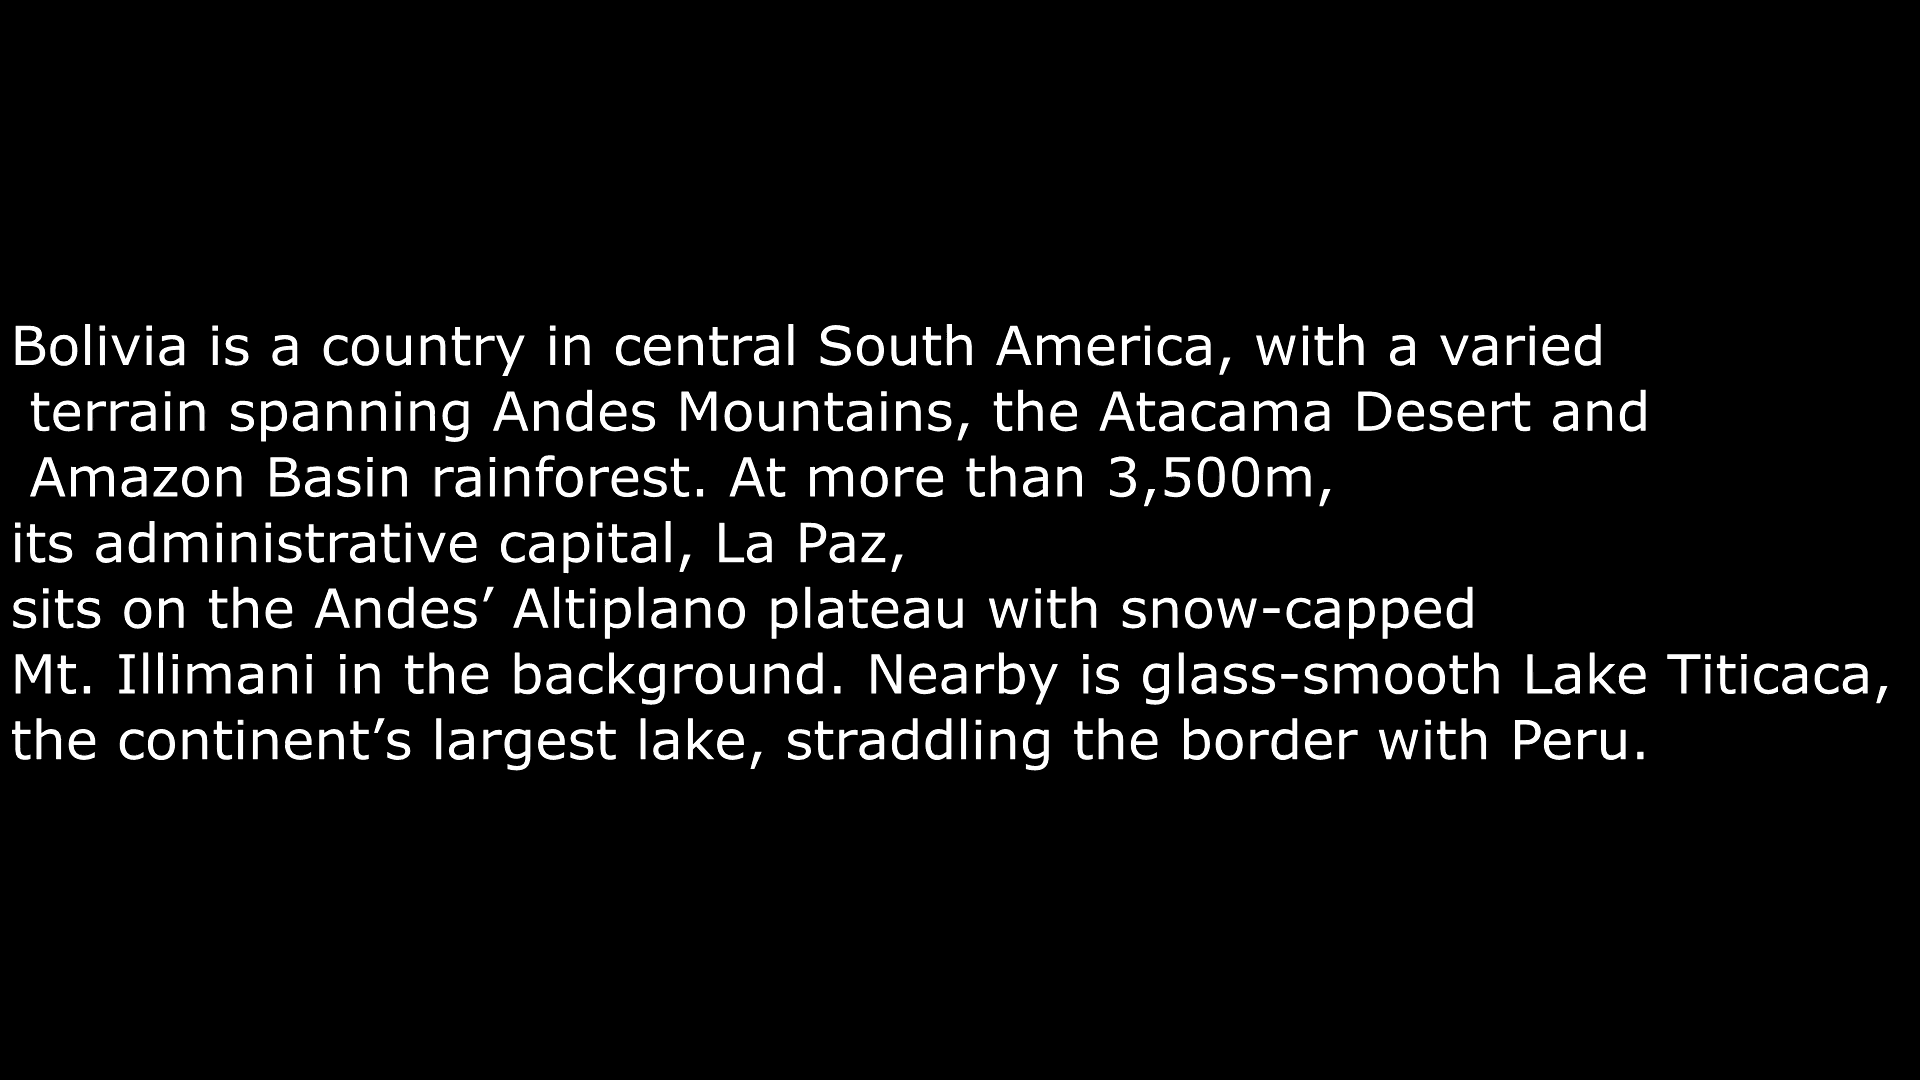 Bolivia is a country in central South America, with a varied
terrain spanning Andes Mountains, the Atacama Desert and
Amazon Basin rainforest. At more than 3,500m,
its administrative capital, La Paz,
sits on the Andes’ Altiplano plateau with snow-capped
Mt. Illimani in the background. Nearby is glass-smooth Lake Titicaca,
the continent’s largest lake, straddling the border with Peru.